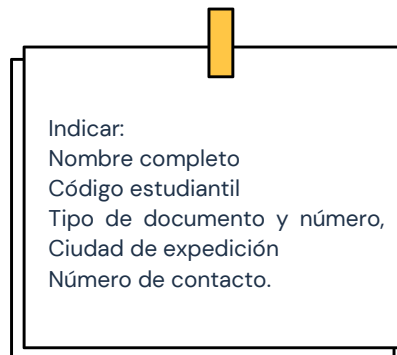 Indicar:
Nombre completo
Código estudiantil
Tipo de documento y número,
Ciudad de expedición
Número de contacto.